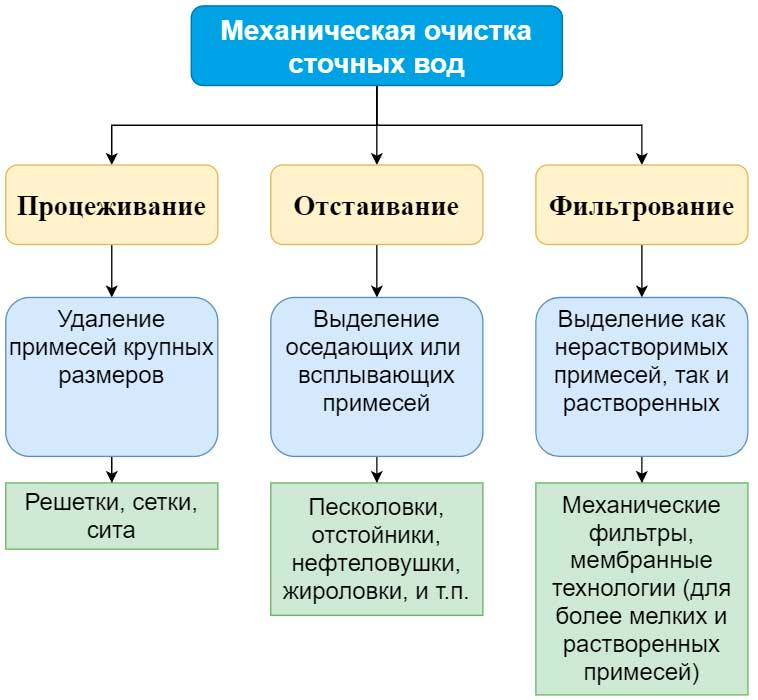 Механическая очистка
сточных вод
Процеживание
Отстаивание
Фильтрование
Удаление
примесей крупных
размеров
Выделение
оседающих или
всплывающих
примесей
Выделение как
нерастворимых
примесей, так и
растворенных
Решетки, сетки,
сита
Песколовки,
отстойники,
нефтеловушки,
жироловки, и т.п.
Механические
фильтры,
мембранные
технологии (для
более мелких и
растворенных
примесей)